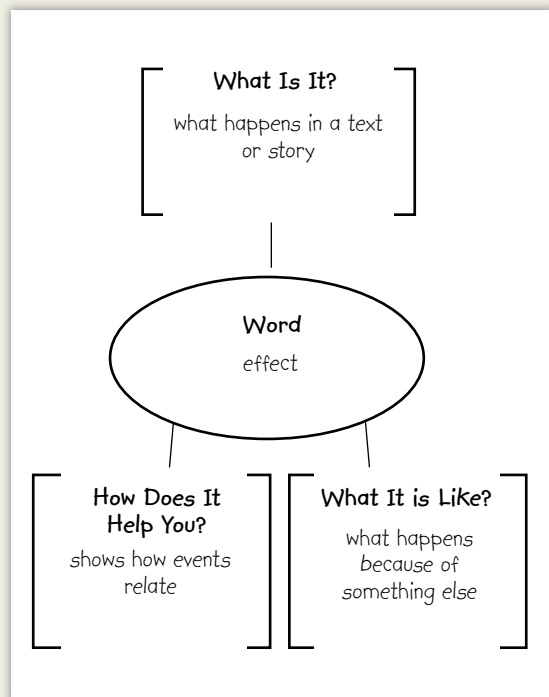 What Is It?
what happens in a text
or story
Word
effect
How Does It
Help You?
shows how events
relate
What It is Like?
what happens
because of
something else